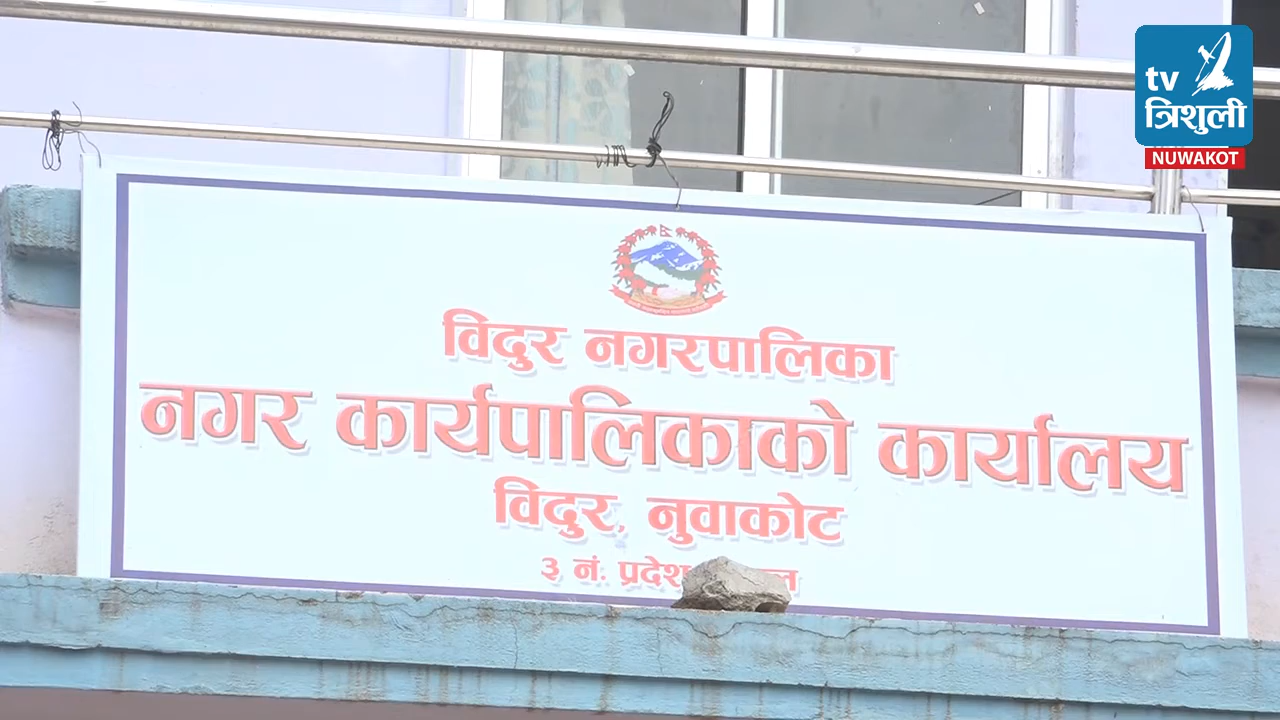 tv
त्रिशुली
NUWAKOT
विदुर नगरपालिका
नगर कार्यपालिकाको कार्यालय
विदुर, नुवाकोट
३ नं. प्रदेश